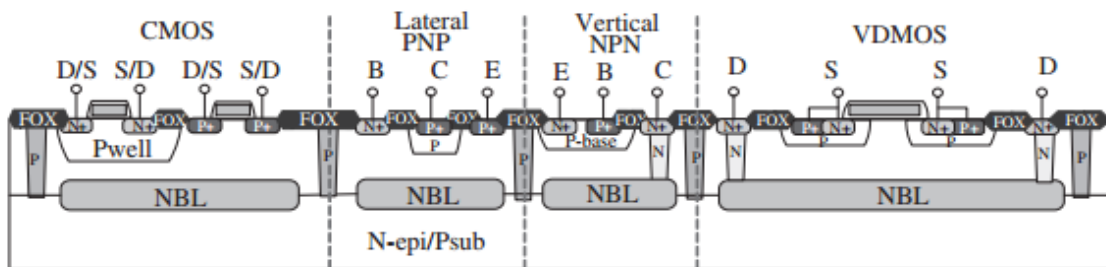 CMOS
Lateral
PNP
Vertical
NPN
VDMOS
D/S S/D D/S S/D B C E E B C D S S D
FOX N+ N+ FOX P+ P+ FOX N+ FOX P+ FOX P+ FOX N+ P+ FOX N+ FOX N+ FOX P+ N+ N+ P+ FOX N+ FOX
P Pwell P P P P-base N P N P P N P
NBL NBL NBL NBL
N-epi/Psub